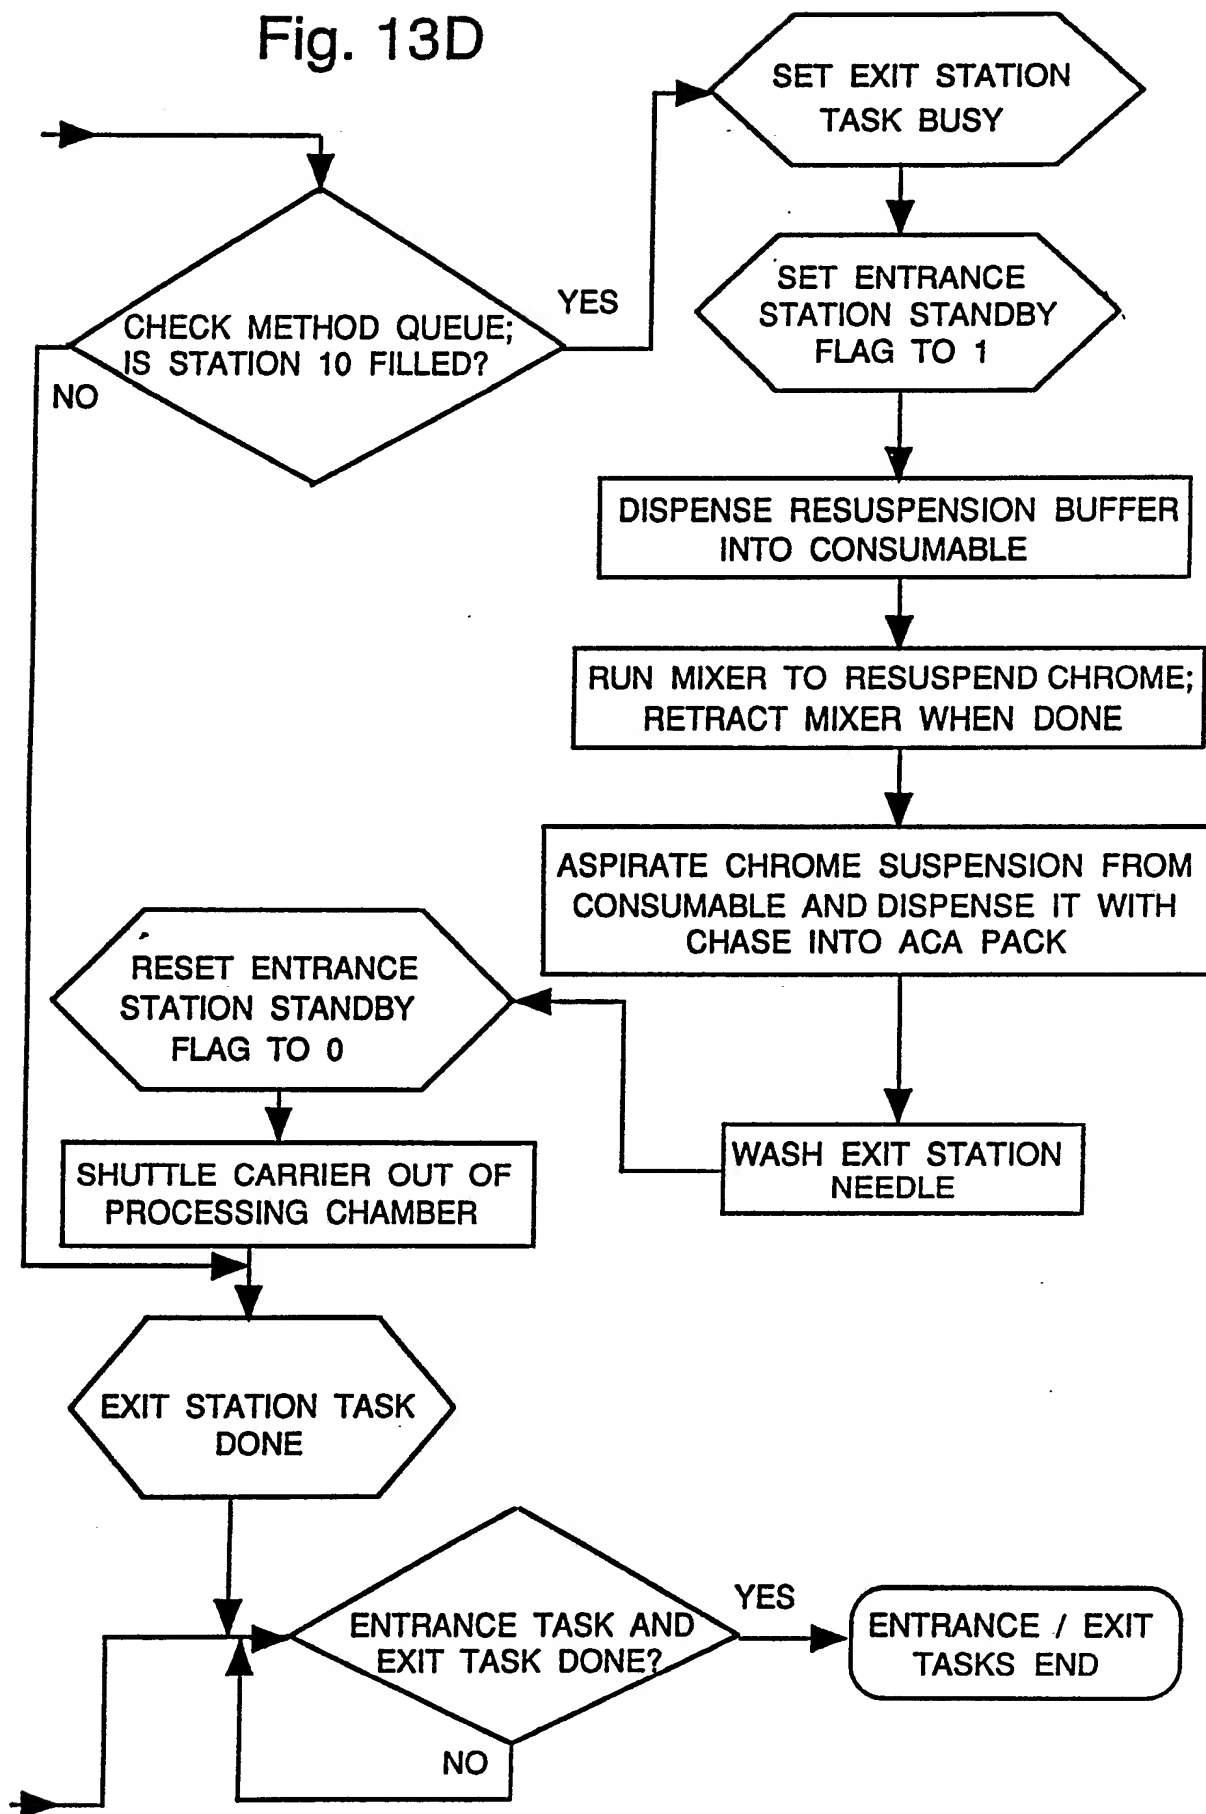 Fig. 13D
SET EXIT STATION
TASK BUSY
SET ENTRANCE
STATION STANDBY
FLAG TO 1
CHECK METHOD QUEUE;
IS STATION 10 FILLED?
YES
NO
DISPENSE RESUSPENSION BUFFER
INTO CONSUMABLE
RUN MIXER TO RESUSPEND CHROME;
RETRACT MIXER WHEN DONE
ASPIRATE CHROME SUSPENSION FROM
CONSUMABLE AND DISPENSE IT WITH
CHASE INTO ACA PACK
WASH EXIT STATION
NEEDLE
RESET ENTRANCE
STATION STANDBY
FLAG TO 0
SHUTTLE CARRIER OUT OF
PROCESSING CHAMBER
EXIT STATION TASK
DONE
ENTRANCE TASK AND
EXIT TASK DONE?
YES
NO
ENTRANCE / EXIT
TASKS END